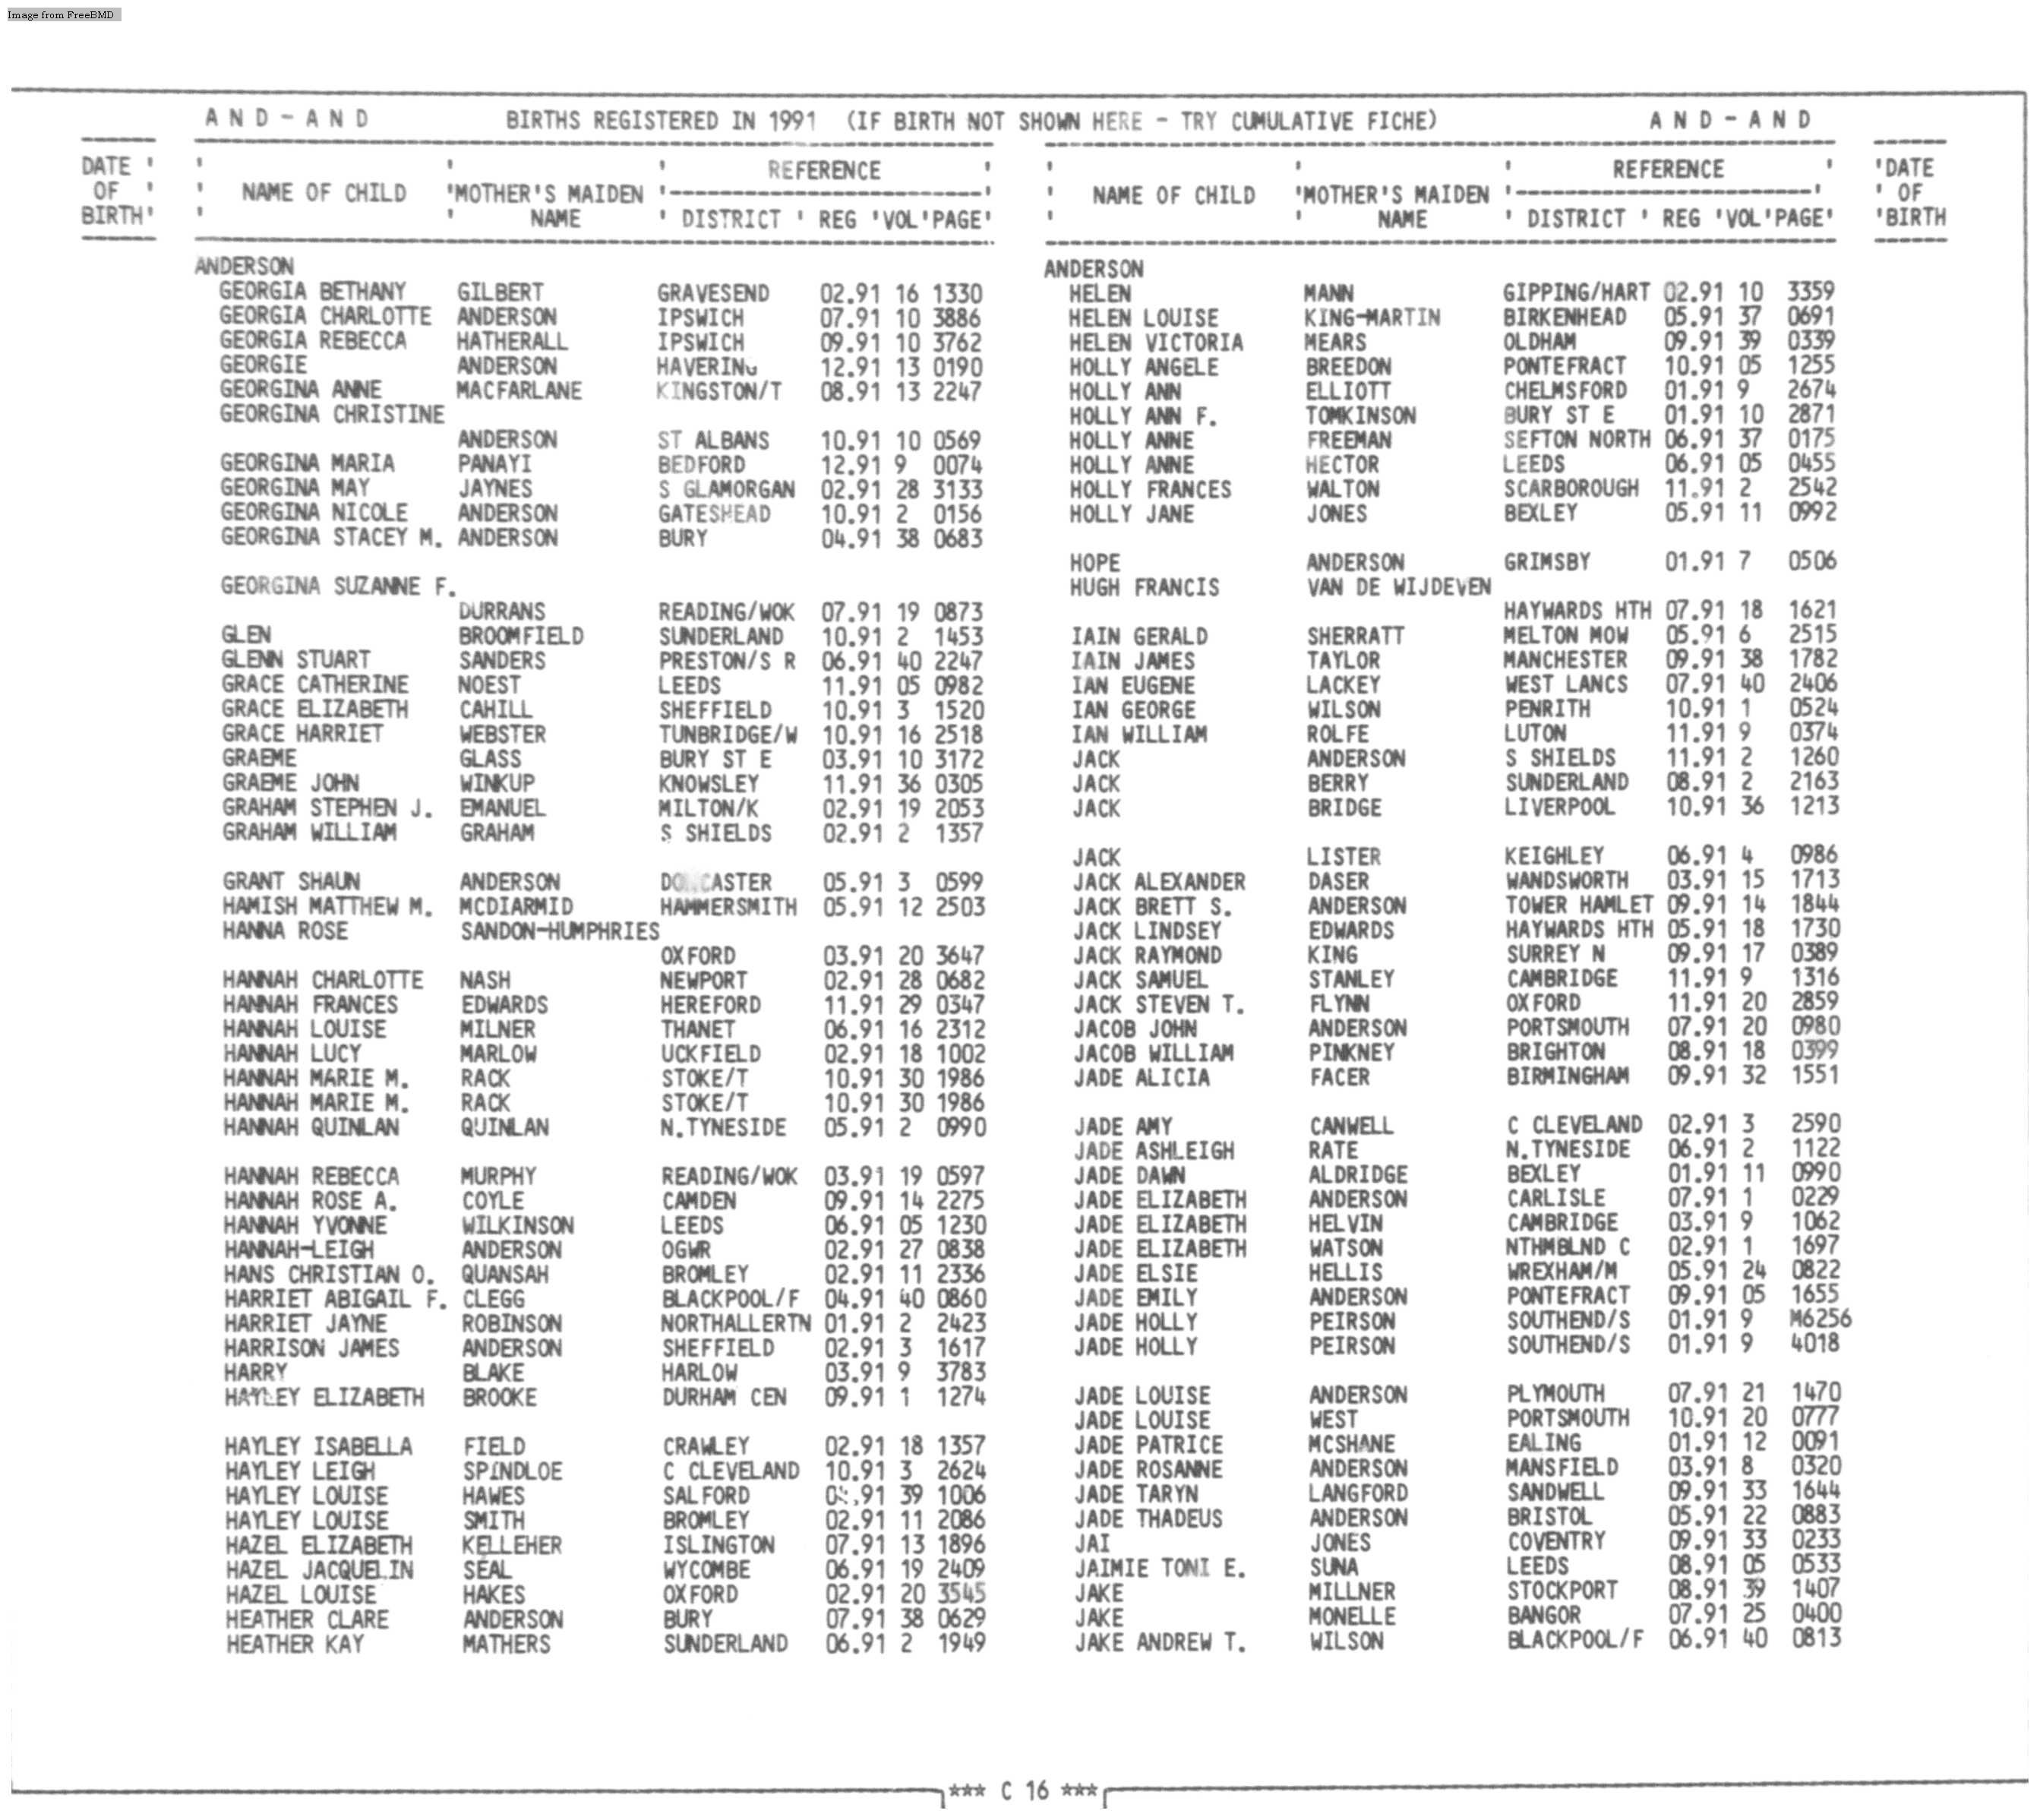 Image from FreeBMD
A N D - A N D BIRTHS REGISTERED IN 1991 (IF BIRTH NOT SHOWN HERE - TRY CUMULATIVE FICHE) A N D - A N D
DATE OF BIRTH
NAME OF CHILD MOTHER'S MAIDEN NAME REFERENCE DISTRICT REG VOL PAGE
ANDERSON
GEORGIA BETHANY GILBERT GRAVESEND 02.91 16 1330
GEORGIA CHARLOTTE ANDERSON IPSWICH 07.91 10 3886
GEORGIA REBECCA HATHERALL IPSWICH 09.91 10 3762
GEORGIE ANDERSON HAVERING 12.91 13 0190
GEORGINA ANNE MACFARLANE KINGSTON/T 08.91 13 2247
GEORGINA CHRISTINE
ANDERSON ST ALBANS 10.91 10 0569
GEORGINA MARIA PANAYI BEDFORD 12.91 9 0074
GEORGINA MAY JAYNES S GLAMORGAN 02.91 28 3133
GEORGINA NICOLE ANDERSON GATESHEAD 10.91 2 0156
GEORGINA STACEY M. ANDERSON BURY 04.91 38 0683
GEORGINA SUZANNE F.
DURRANS READING/WOK 07.91 19 0873
GLEN BROOMFIELD SUNDERLAND 10.91 2 1453
GLENN STUART SANDERS PRESTON/S R 06.91 40 2247
GRACE CATHERINE NOEST LEEDS 11.91 05 0982
GRACE ELIZABETH CAHILL SHEFFIELD 10.91 3 1520
GRACE HARRIET WEBSTER TUNBRIDGE/W 10.91 16 2518
GRAEME GLASS BURY ST E 03.91 10 3172
GRAEME JOHN WINKUP KNOWSLEY 11.91 36 0305
GRAHAM STEPHEN J. EMANUEL MILTON/K 02.91 19 2053
GRAHAM WILLIAM GRAHAM S SHIELDS 02.91 2 1357
GRANT SHAUN ANDERSON DONCASTER 05.91 3 0599
HAMISH MATTHEW M. MCDIARMID HAMMERSMITH 05.91 12 2503
HANNA ROSE SANDON-HUMPHRIES
OXFORD 03.91 20 3647
HANNAH CHARLOTTE NASH NEWPORT 02.91 28 0682
HANNAH FRANCES EDWARDS HEREFORD 11.91 29 0347
HANNAH LOUISE MILNER THANET 06.91 16 2312
HANNAH LUCY MARLOW UCKFIELD 02.91 18 1002
HANNAH MARIE M. RACK STOKE/T 10.91 30 1986
HANNAH MARIE M. RACK STOKE/T 10.91 30 1986
HANNAH QUINLAN QUINLAN N.TYNESIDE 05.91 2 0990
HANNAH REBECCA MURPHY READING/WOK 03.91 19 0597
HANNAH ROSE A. COYLE CAMDEN 09.91 14 2275
HANNAH YVONNE WILKINSON LEEDS 06.91 05 1230
HANNAH-LEIGH ANDERSON OGWR 02.91 27 0838
HANS CHRISTIAN O. QUANSAH BROMLEY 02.91 11 2336
HARRIET ABIGAIL F. CLEGG BLACKPOOL/F 04.91 40 0860
HARRIET JAYNE ROBINSON NORTHALLERTN 01.91 2 2423
HARRISON JAMES ANDERSON SHEFFIELD 02.91 3 1617
HARRY BLAKE HARLOW 03.91 9 3783
HAYLEY ELIZABETH BROOKE DURHAM CEN 09.91 1 1274
HAYLEY ISABELLA FIELD CRAWLEY 02.91 18 1357
HAYLEY LEIGH SPINDLOE C CLEVELAND 10.91 3 2624
HAYLEY LOUISE HAWES SALFORD 39 1006
HAYLEY LOUISE SMITH BROMLEY 02.91 11 2086
HAZEL ELIZABETH KELLEHER ISLINGTON 07.91 13 1896
HAZEL JACQUELIN SEAL WYCOMBE 06.91 19 2409
HAZEL LOUISE HAKES OXFORD 02.91 20 3545
HEATHER CLARE ANDERSON BURY 07.91 38 0629
HEATHER KAY MATHERS SUNDERLAND 06.91 2 1949
NAME OF CHILD MOTHER'S MAIDEN NAME REFERENCE DISTRICT REG VOL PAGE
DATE OF BIRTH
ANDERSON
HELEN MANN GIPPING/HART 02.91 10 3359
HELEN LOUISE KING-MARTIN BIRKENHEAD 05.91 37 0691
HELEN VICTORIA MEARS OLDHAM 09.91 39 0339
HOLLY ANGELE BREEDON PONTEFRACT 10.91 05 1255
HOLLY ANN ELLIOTT CHELMSFORD 01.91 9 2674
HOLLY ANN F. TOMKINSON BURY ST E 01.91 10 2871
HOLLY ANNE FREEMAN SEFTON NORTH 06.91 37 0175
HOLLY ANNE HECTOR LEEDS 06.91 05 0455
HOLLY FRANCES WALTON SCARBOROUGH 11.91 2 2542
HOLLY JANE JONES BEXLEY 05.91 11 0992
HOPE ANDERSON GRIMSBY 01.91 7 0506
HUGH FRANCIS VAN DE WIJDEVEN
HAYWARDS HTH 07.91 18 1621
IAIN GERALD SHERRATT MELTON MOW 05.91 6 2515
IAIN JAMES TAYLOR MANCHESTER 09.91 38 1782
IAN EUGENE LACKEY WEST LANCS 07.91 40 2406
IAN GEORGE WILSON PENRITH 10.91 1 0524
IAN WILLIAM ROLFE LUTON 11.91 9 0374
JACK ANDERSON S SHIELDS 11.91 2 1260
JACK BERRY SUNDERLAND 08.91 2 2163
JACK BRIDGE LIVERPOOL 10.91 36 1213
JACK LISTER KEIGHLEY 06.91 4 0986
JACK ALEXANDER DASER WANDSWORTH 03.91 15 1713
JACK BRETT S. ANDERSON TOWER HAMLET 09.91 14 1844
JACK LINDSEY EDWARDS HAYWARDS HTH 05.91 18 1730
JACK RAYMOND KING SURREY N 09.91 17 0389
JACK SAMUEL STANLEY CAMBRIDGE 11.91 9 1316
JACK STEVEN T. FLYNN OXFORD 11.91 20 2859
JACOB JOHN ANDERSON PORTSMOUTH 07.91 20 0980
JACOB WILLIAM PINKNEY BRIGHTON 08.91 18 0399
JADE ALICIA FACER BIRMINGHAM 09.91 32 1551
JADE AMY CANWELL C CLEVELAND 02.91 3 2590
JADE ASHLEIGH RATE N.TYNESIDE 06.91 2 1122
JADE DAWN ALDRIDGE BEXLEY 01.91 11 0990
JADE ELIZABETH ANDERSON CARLISLE 07.91 1 0229
JADE ELIZABETH HELVIN CAMBRIDGE 03.91 9 1062
JADE ELIZABETH WATSON NTHMBLND C 02.91 1 1697
JADE ELSIE HELLIS WREXHAM/M 05.91 24 0822
JADE EMILY ANDERSON PONTEFRACT 09.91 05 1655
JADE HOLLY PEIRSON SOUTHEND/S 01.91 9 M6256
JADE HOLLY PEIRSON SOUTHEND/S 01.91 9 4018
JADE LOUISE ANDERSON PLYMOUTH 07.91 21 1470
JADE LOUISE WEST PORTSMOUTH 10.91 20 0777
JADE PATRICE MCSHANE EALING 01.91 12 0091
JADE ROSANNE ANDERSON MANSFIELD 03.91 8 0320
JADE TARYN LANGFORD SANDWELL 09.91 33 1644
JADE THADEUS ANDERSON BRISTOL 05.91 22 0883
JAI JONES COVENTRY 09.91 33 0233
JAIMIE TONI E. SUNA LEEDS 08.91 05 0533
JAKE MILLNER STOCKPORT 08.91 39 1407
JAKE MONELLE BANGOR 07.91 25 0400
JAKE ANDREW T. WILSON BLACKPOOL/F 06.91 40 0813
*** C 16 ***